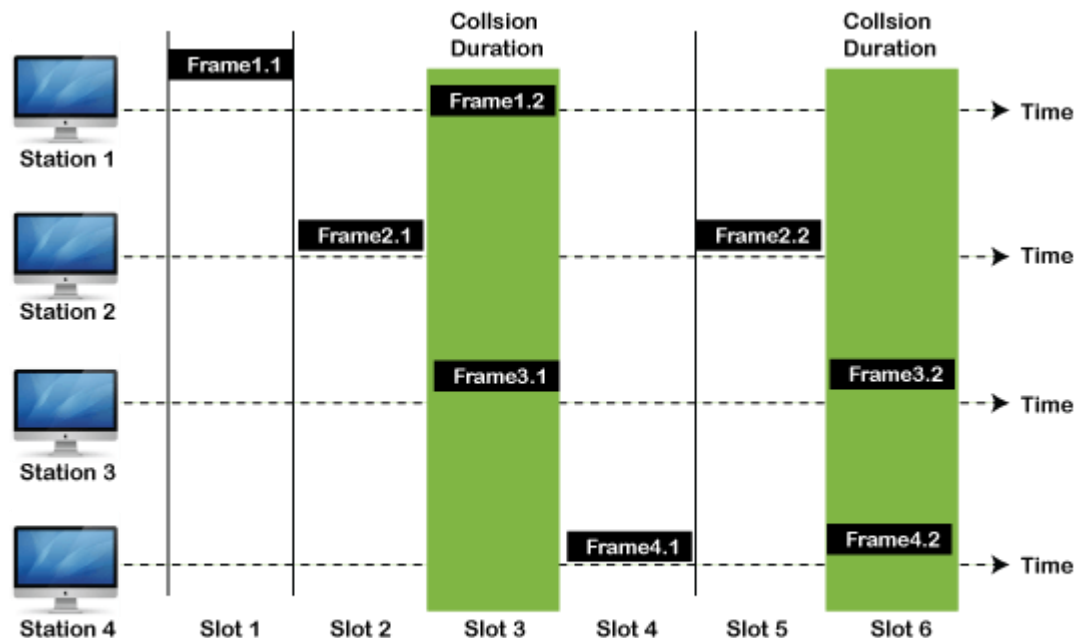 Collsion
Duration
Collsion
Duration
Frame1.1
Frame1.2
Time
Station 1
Frame2.1
Frame2.2
Time
Station 2
Frame3.1
Frame3.2
Time
Station 3
Frame4.1
Frame4.2
Time
Station 4
Slot 1
Slot 2
Slot 3
Slot 4
Slot 5
Slot 6